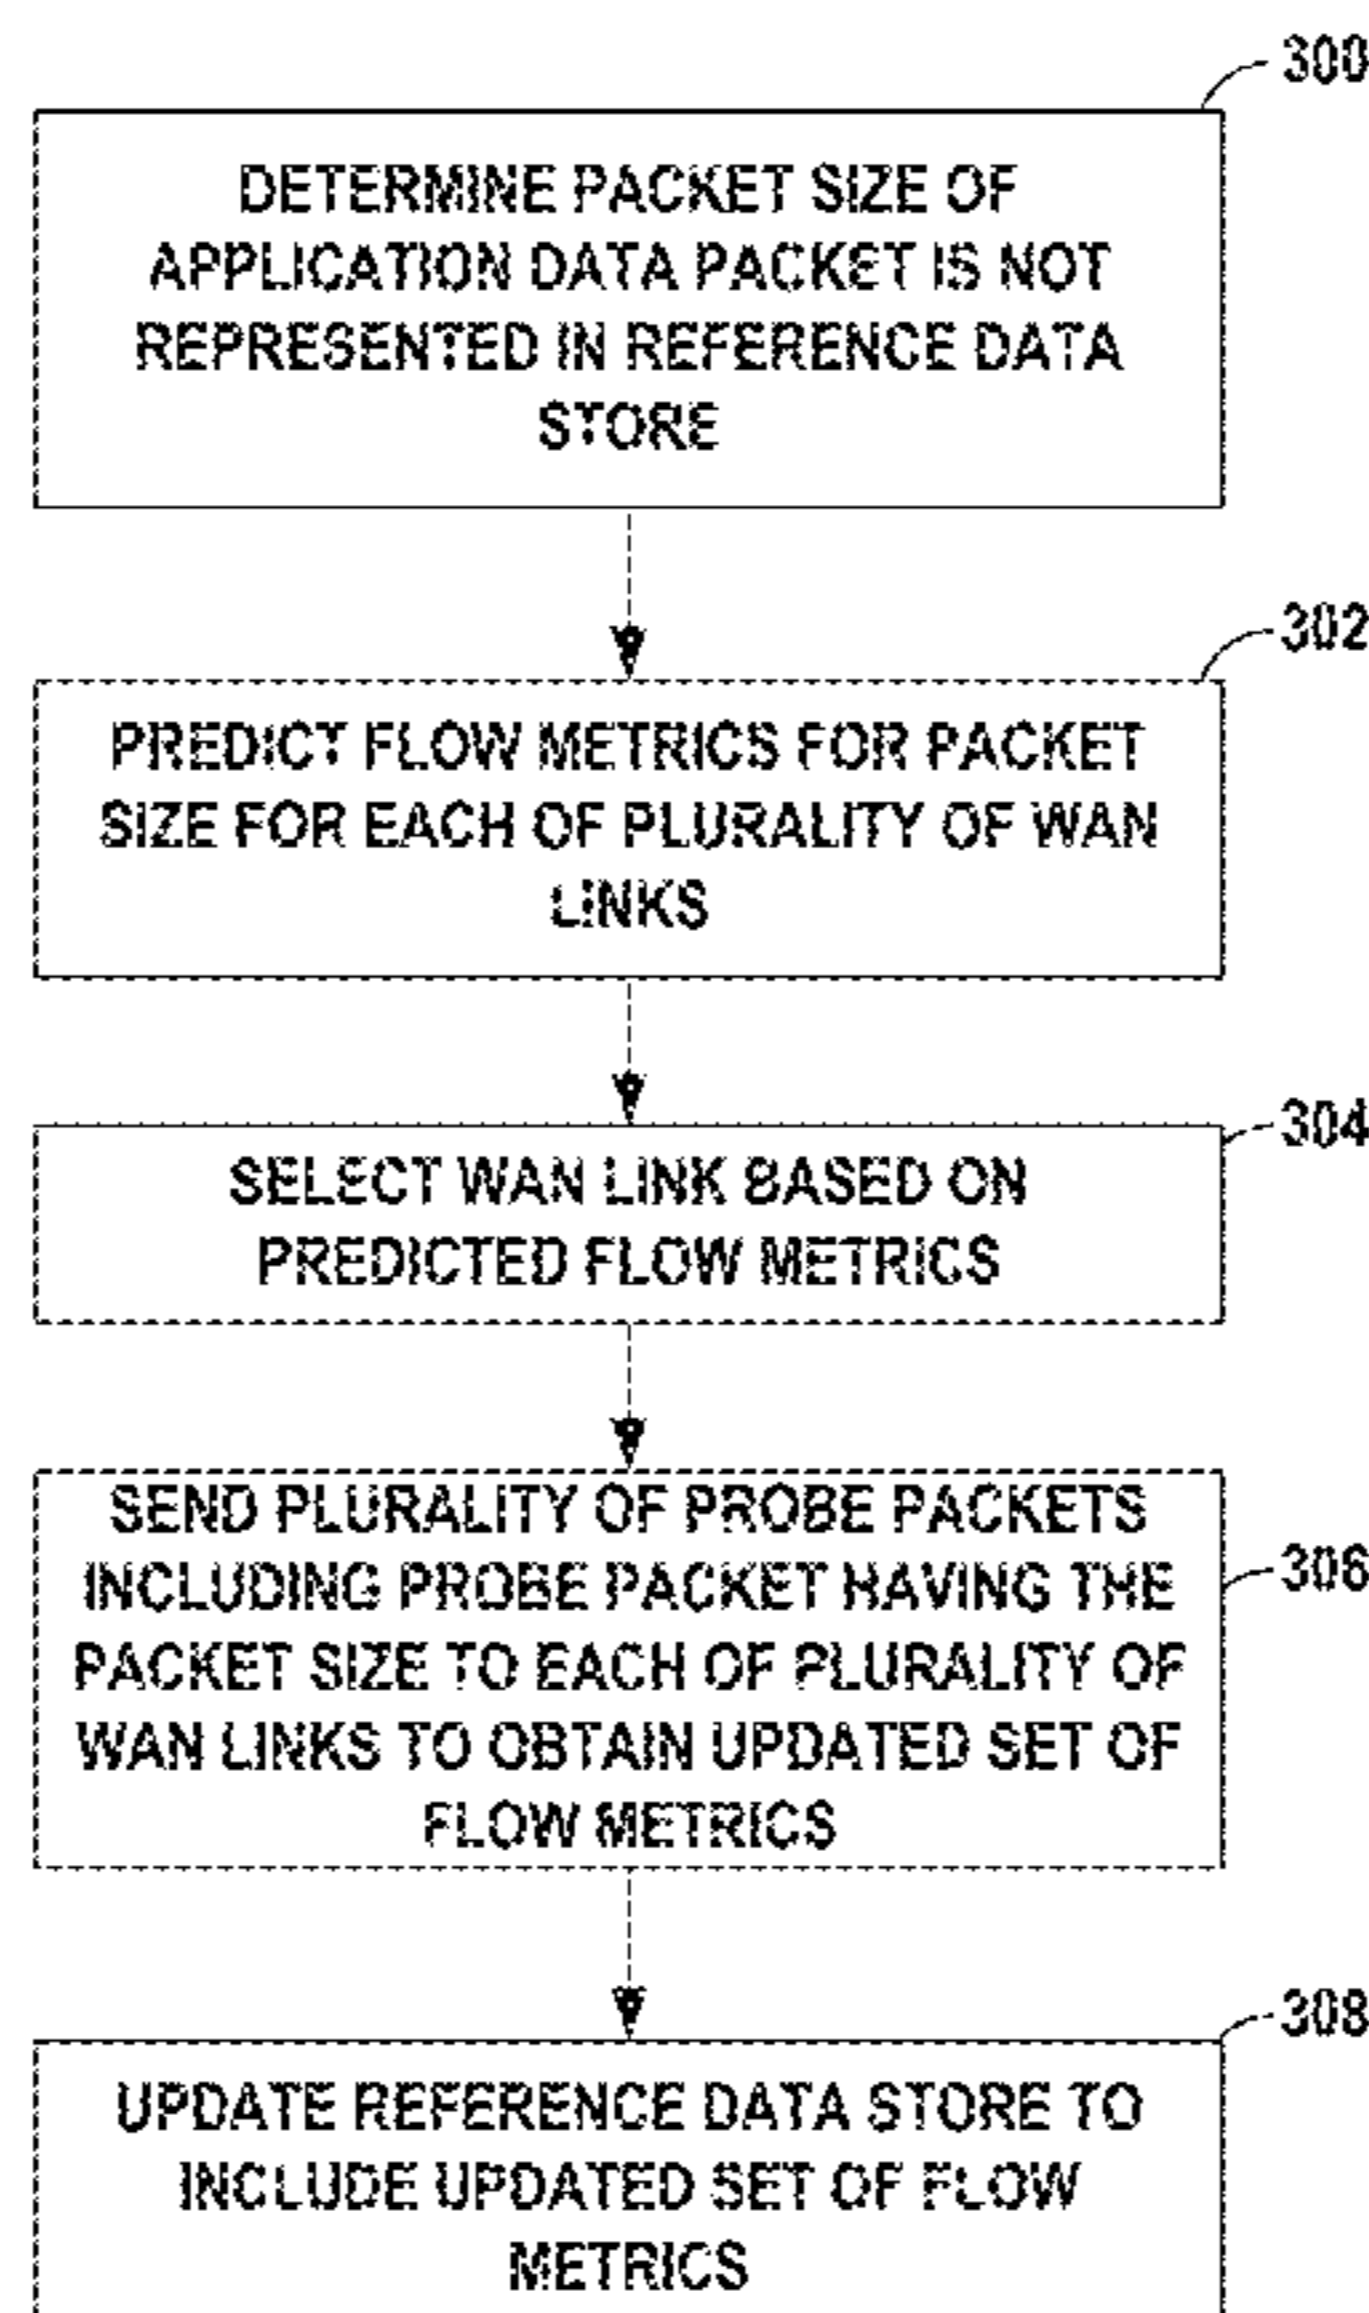 300
DETERMINE PACKET SIZE OF
APPLICATION DATA PACKET IS NOT
REPRESENTED IN REFERENCE DATA
STORE
302
PREDICT FLOW METRICS FOR PACKET
SIZE FOR EACH OF PLURALITY OF WAN
LINKS
304
SELECT WAN LINK BASED ON
PREDICTED FLOW METRICS
306
SEND PLURALITY OF PROBE PACKETS
INCLUDING PROBE PACKET HAVING THE
PACKET SIZE TO EACH OF PLURALITY OF
WAN LINKS TO OBTAIN UPDATED SET OF
FLOW METRICS
308
UPDATE REFERENCE DATA STORE TO
INCLUDE UPDATED SET OF FLOW
METRICS